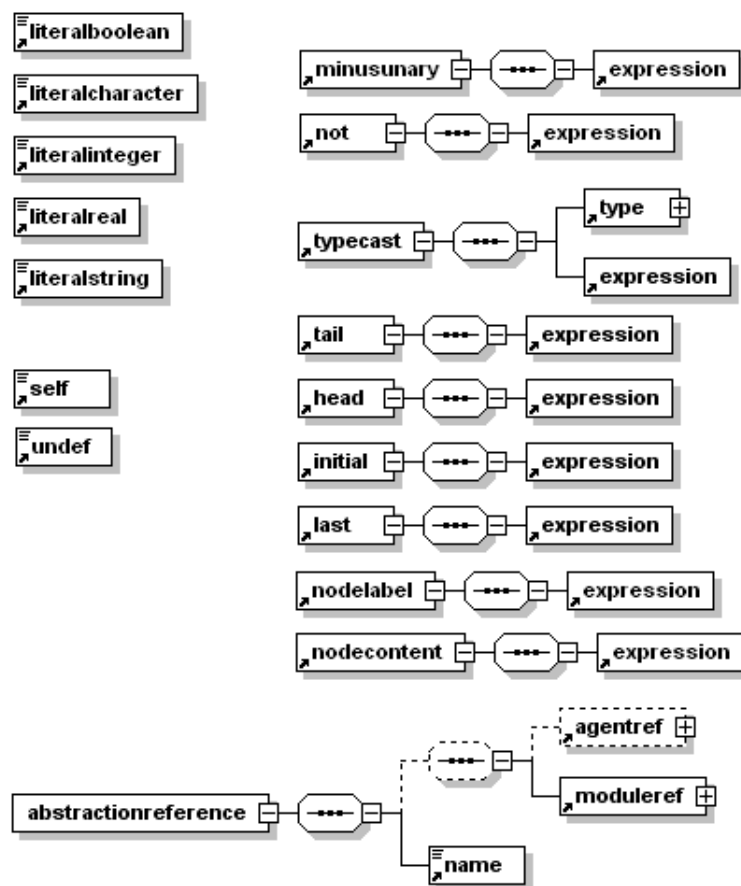 literalboolean
literalcharacter
literalinteger
literalreal
literalstring
self
undef
minusunary expression
not expression
typecast type
expression
tail expression
head expression
initial expression
last expression
nodelabel expression
nodecontent expression
abstractionreference agentref
moduleref
name